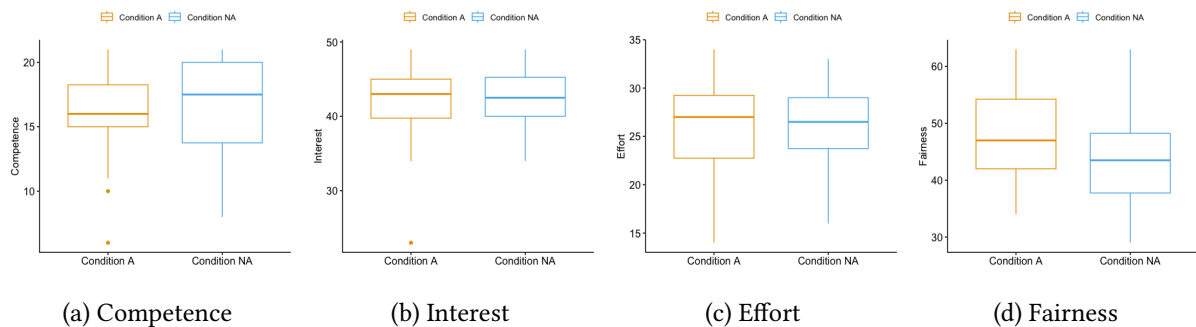 Condition A Condition NA
Competence
20
15
10
Condition A Condition NA
(a) Competence
Condition A Condition NA
Interest
50
40
30
Condition A Condition NA
(b) Interest
Condition A Condition NA
Effort
35
30
25
20
15
Condition A Condition NA
(c) Effort
Condition A Condition NA
Fairness
60
50
40
30
Condition A Condition NA
(d) Fairness